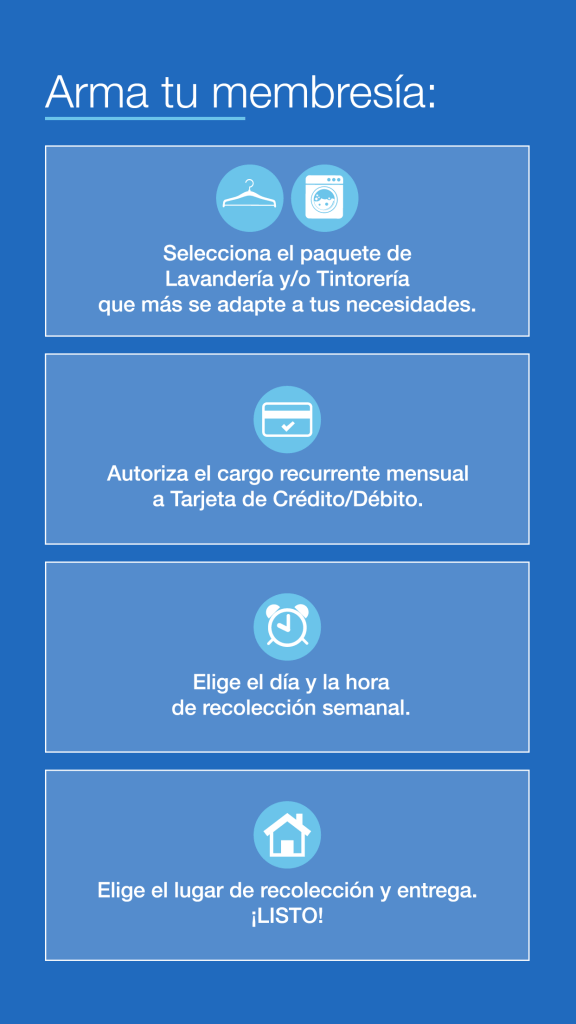 Arma tu membresía:
Selecciona el paquete de
Lavandería y/o Tintorería
que más se adapte a tus necesidades.
Autoriza el cargo recurrente mensual
a Tarjeta de Crédito/Débito.
Elige el día y la hora
de recolección semanal.
Elige el lugar de recolección y entrega.
¡LISTO!